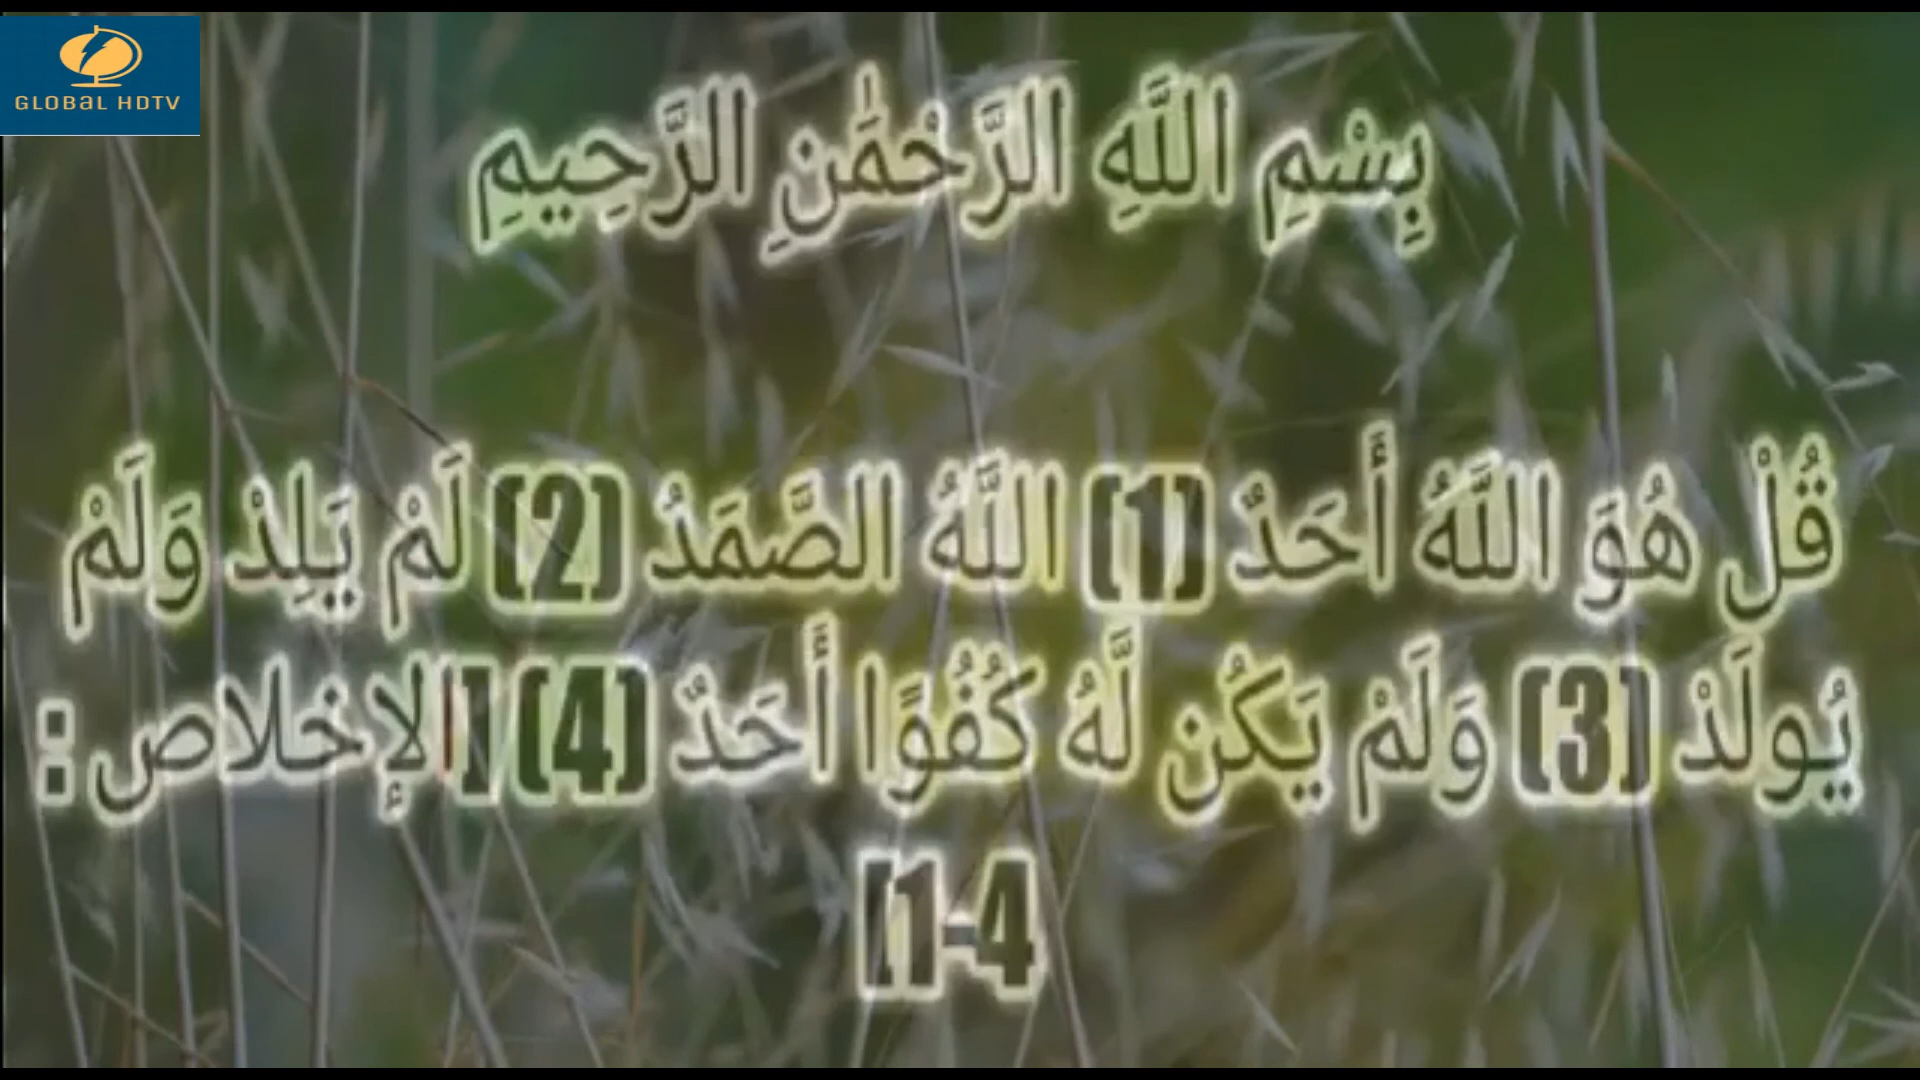 GLOBAL HDTV
بِسْمِ اللَّهِ الرَّحْمَٰنِ الرَّحِيمِ
قُلْ هُوَ اللَّهُ أَحَدٌ (1) اللَّهُ الصَّمَدُ (2) لَمْ يَلِدْ وَلَمْ
يُولَدْ (3) وَلَمْ يَكُن لَّهُ كُفُوًا أَحَدٌ (4) [الإخلاص :
1-4]